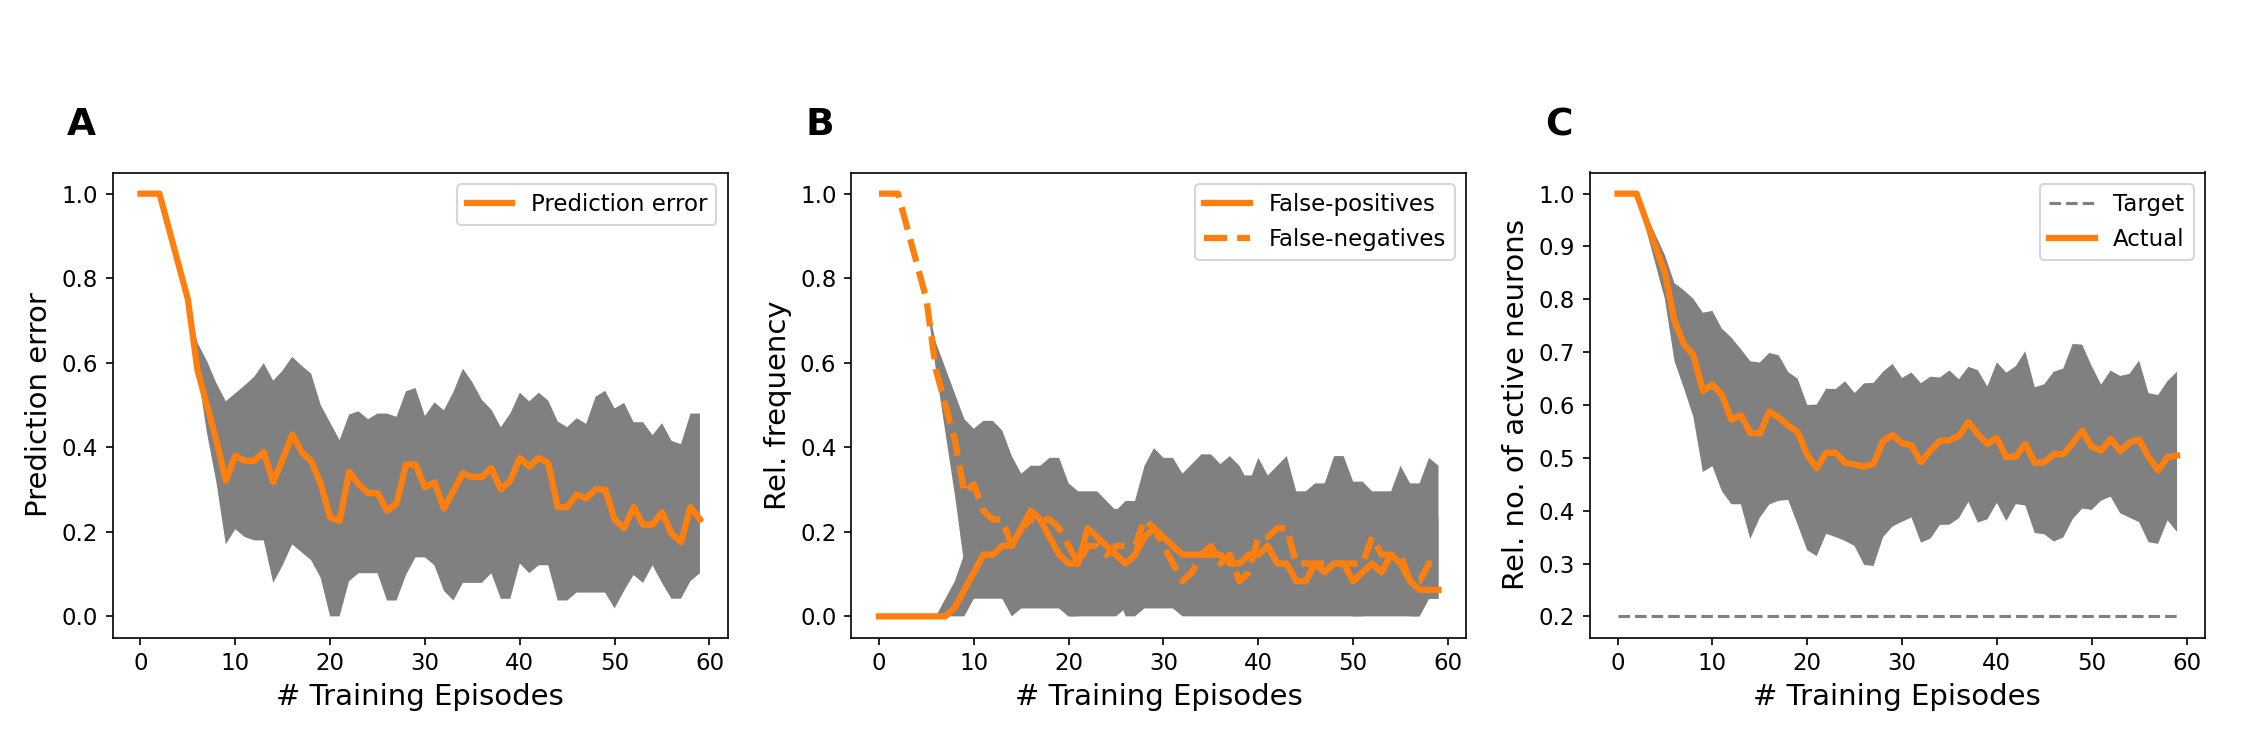 A
B
C
Prediction error
1.0
0.8
0.6
0.4
0.2
0.0
0 10 20 30 40 50 60
# Training Episodes
Prediction error
Rel. frequency
1.0
0.8
0.6
0.4
0.2
0.0
0 10 20 30 40 50 60
# Training Episodes
False-positives
False-negatives
Rel. no. of active neurons
1.0
0.9
0.8
0.7
0.6
0.5
0.4
0.3
0.2
0 10 20 30 40 50 60
# Training Episodes
Target
Actual